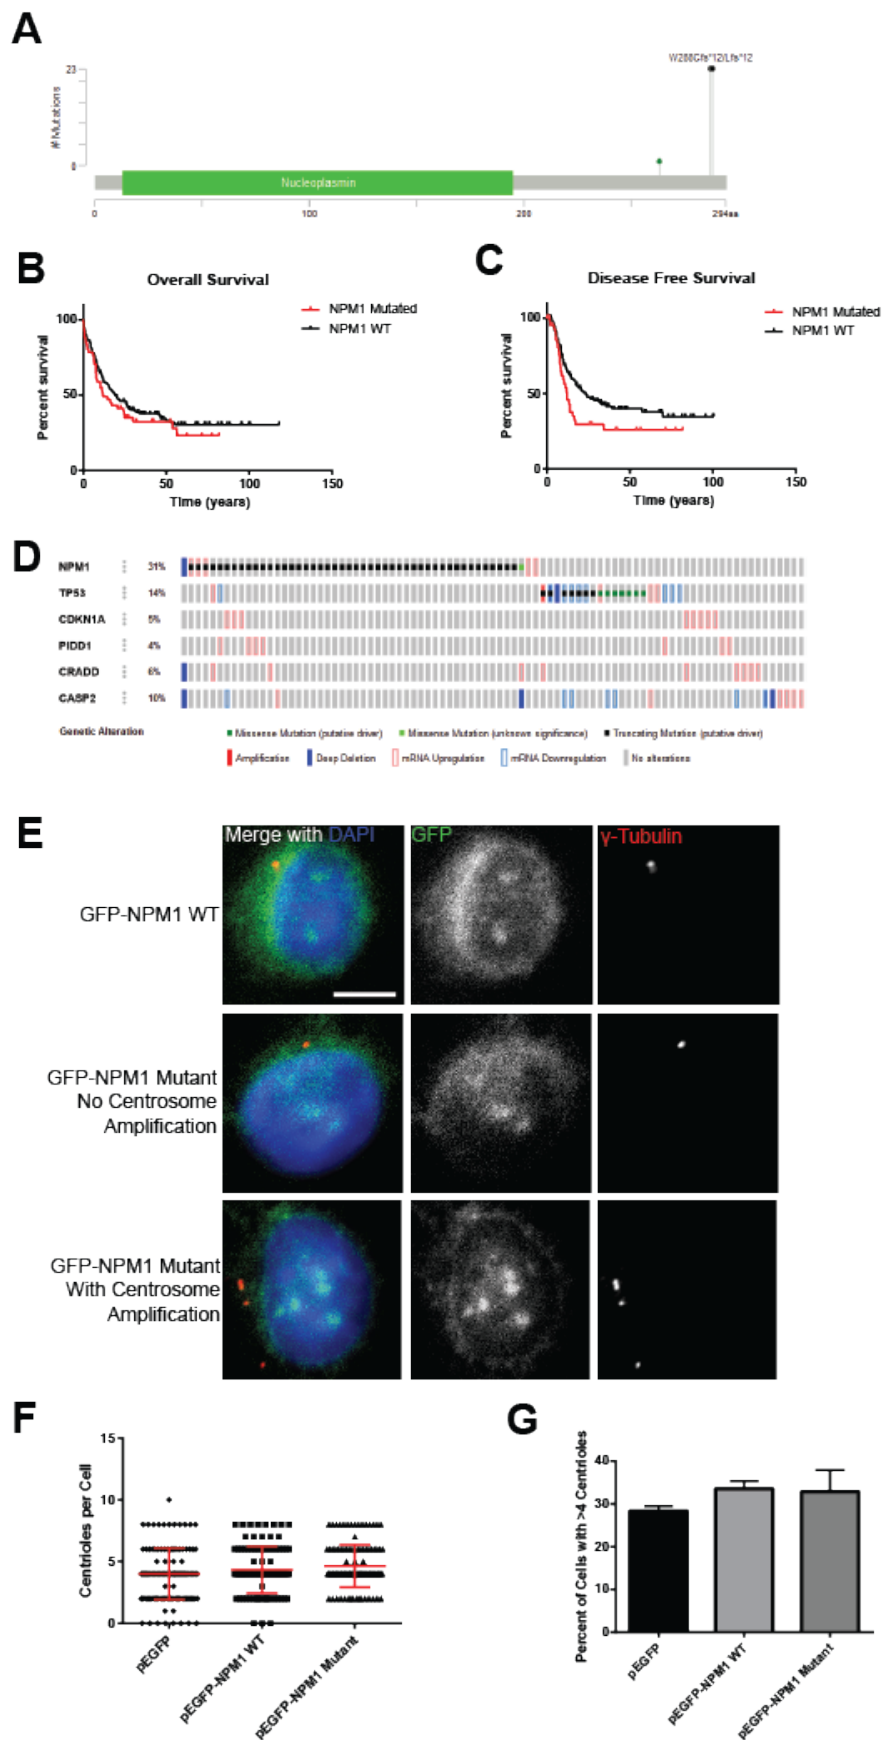 A
W288Cfs*12/Lfs*12
23
# Mutations
0
Nucleoplasmin
0 100 200 294aa
B
Overall Survival
NPM1 Mutated
NPM1 WT
Percent survival
100
50
0
0 50 100 150
Time (years)
C
Disease Free Survival
NPM1 Mutated
NPM1 WT
Percent survival
100
50
0
0 50 100 150
Time (years)
D
NPM1 31%
TP53 14%
CDKN1A 5%
PIDD1 4%
CRADD 6%
CASP2 10%
Genetic Alteration
Missense Mutation (putative driver) Missense Mutation (unknown significance) Truncating Mutation (putative driver)
Amplification Deep Deletion mRNA Upregulation mRNA Downregulation No alterations
E
Merge with DAPI GFP γ-Tubulin
GFP-NPM1 WT
GFP-NPM1 Mutant
No Centrosome
Amplification
GFP-NPM1 Mutant
With Centrosome
Amplification
F
Centrioles per Cell
15
10
5
0
pEGFP
pEGFP-NPM1 WT
pEGFP-NPM1 Mutant
G
Percent of Cells with >4 Centrioles
40
30
20
10
0
pEGFP
pEGFP-NPM1 WT
pEGFP-NPM1 Mutant